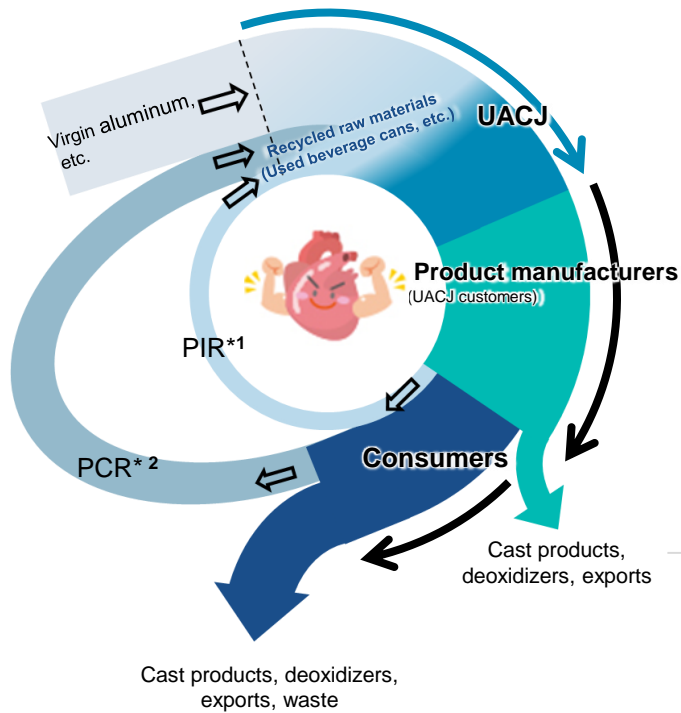 Virgin aluminum,
etc.
Recycled raw materials
(Used beverage cans, etc.)
UACJ
Product manufacturers
(UACJ customers)
PIR*1
PCR* 2
Consumers
Cast products,
deoxidizers, exports
Cast products, deoxidizers,
exports, waste